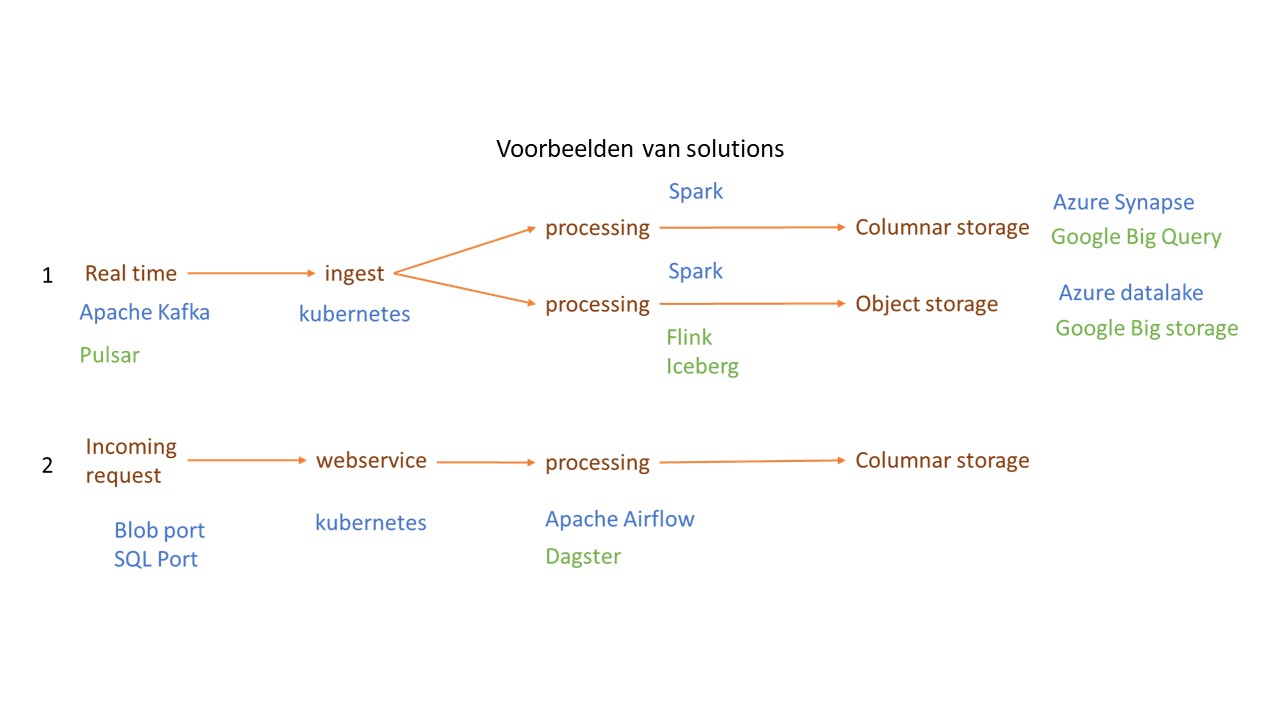 Voorbeelden van solutions
1
Real time
Apache Kafka
Pulsar
ingest
kubernetes
Spark
processing
Columnar storage
Azure Synapse
Google Big Query
Spark
processing
Flink
Iceberg
Object storage
Azure datalake
Google Big storage
2
Incoming
request
Blob port
SQL Port
webservice
kubernetes
processing
Apache Airflow
Dagster
Columnar storage